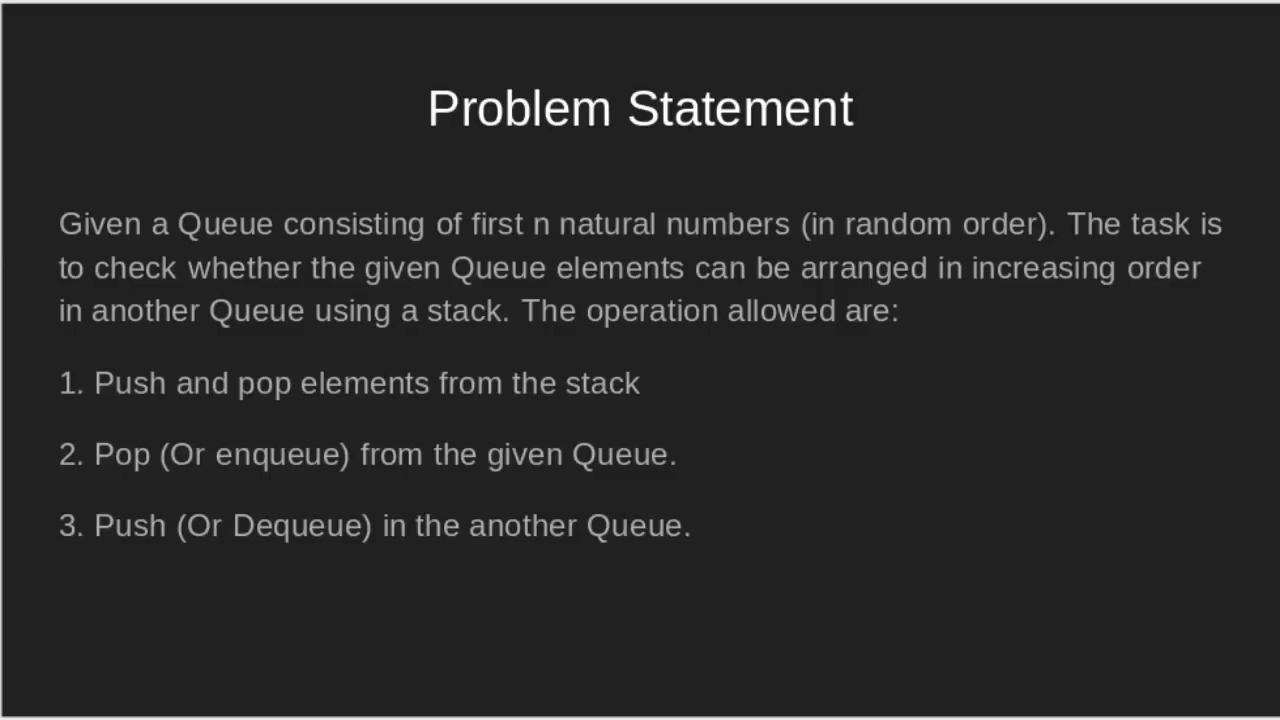 Problem Statement
Given a Queue consisting of first n natural numbers (in random order). The task is
to check whether the given Queue elements can be arranged in increasing order
in another Queue using a stack. The operation allowed are:
1. Push and pop elements from the stack
2. Pop (Or enqueue) from the given Queue.
3. Push (Or Dequeue) in the another Queue.